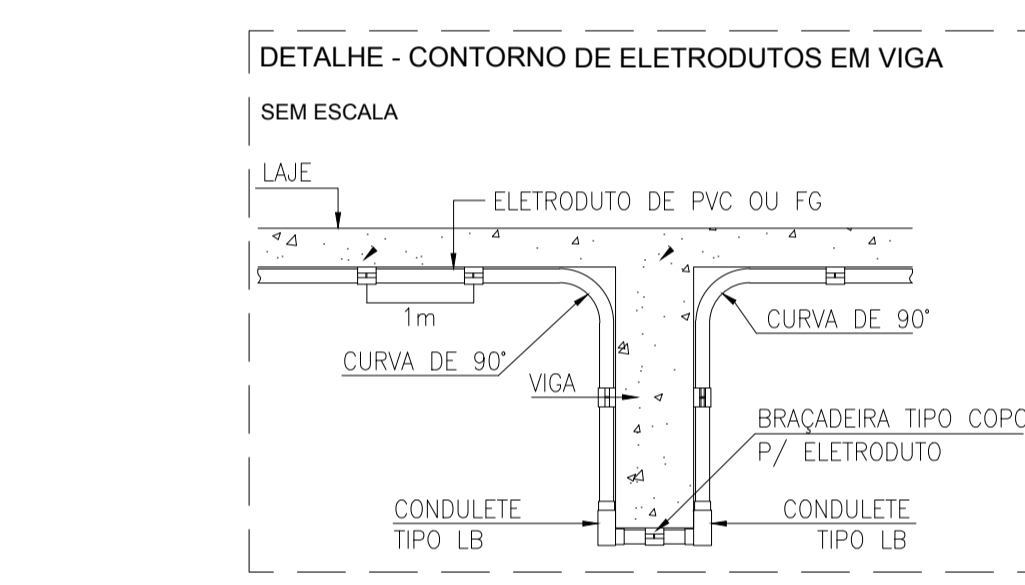 DETALHE - CONTORNO DE ELETRODUTOS EM VIGA
SEM ESCALA
LAJE
ELETRODUTO DE PVC OU FG
1m
CURVA DE 90°
CURVA DE 90°
VIGA
BRAÇADEIRA TIPO COPO
P/ ELETRODUTO
CONDULETE
TIPO LB
CONDULETE
TIPO LB